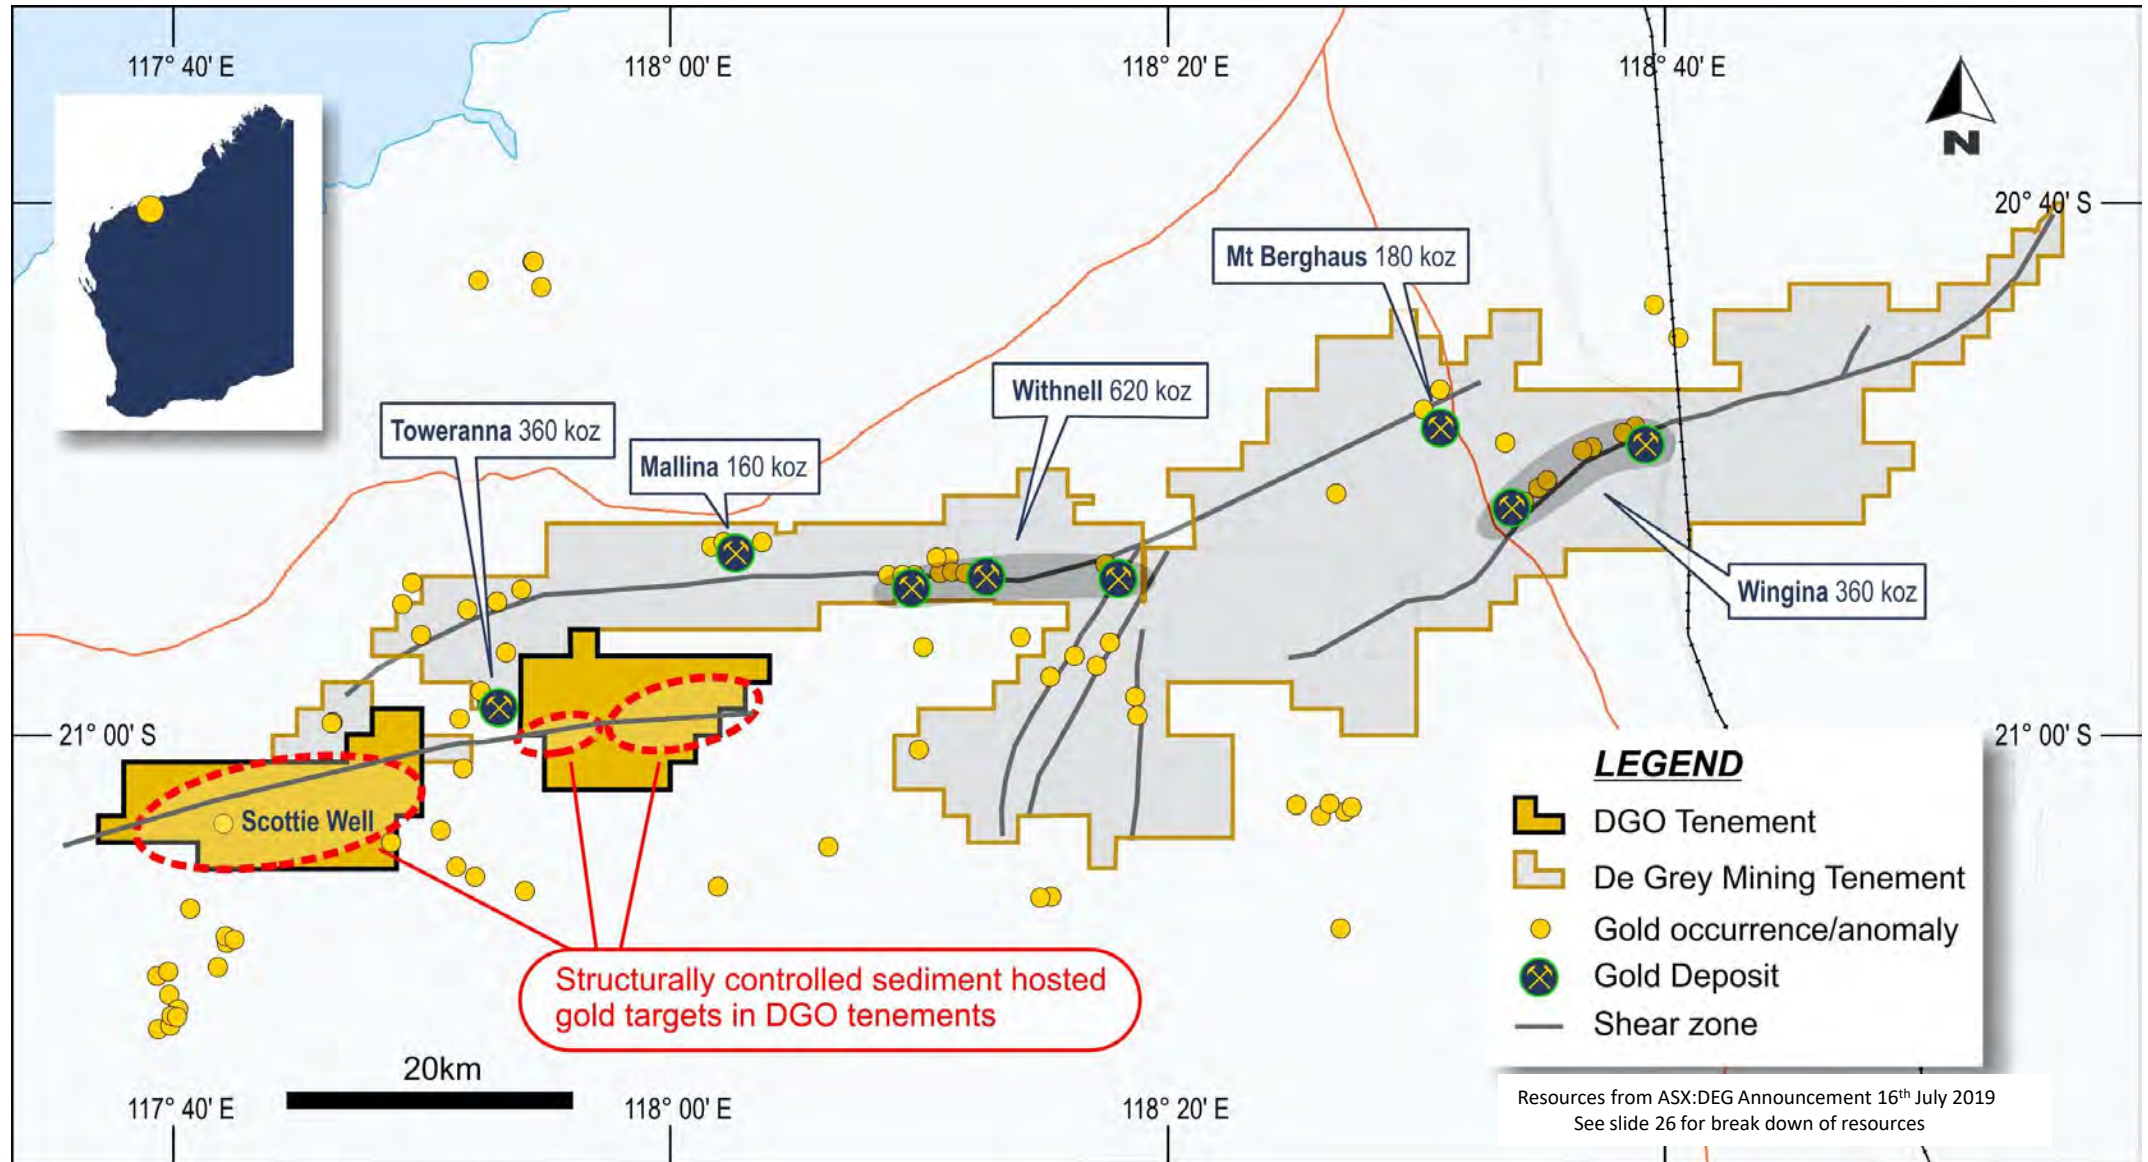 117° 40' E
118° 00' E
118° 20' E
118° 40' E
N
20° 40' S
Mt Berghaus 180 koz
Withnell 620 koz
Toweranna 360 koz
Mallina 160 koz
Wingina 360 koz
21° 00' S
21° 00' S
Scottie Well
LEGEND
DGO Tenement
De Grey Mining Tenement
Gold occurrence/anomaly
Gold Deposit
Shear zone
Structurally controlled sediment hosted
gold targets in DGO tenements
20km
117° 40' E
118° 00' E
118° 20' E
Resources from ASX:DEG Announcement 16th July 2019
See slide 26 for break down of resources